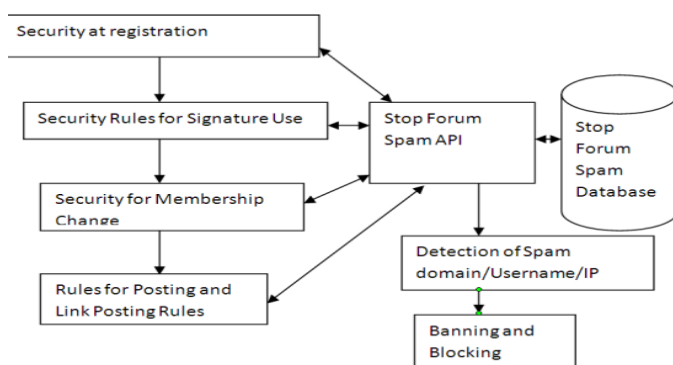 Security at registration
Security Rules for Signature Use
Stop Forum
Spam API
Stop
Forum
Spam
Database
Security for Membership
Change
Detection of Spam
domain/Username/IP
Rules for Posting and
Link Posting Rules
Banning and
Blocking